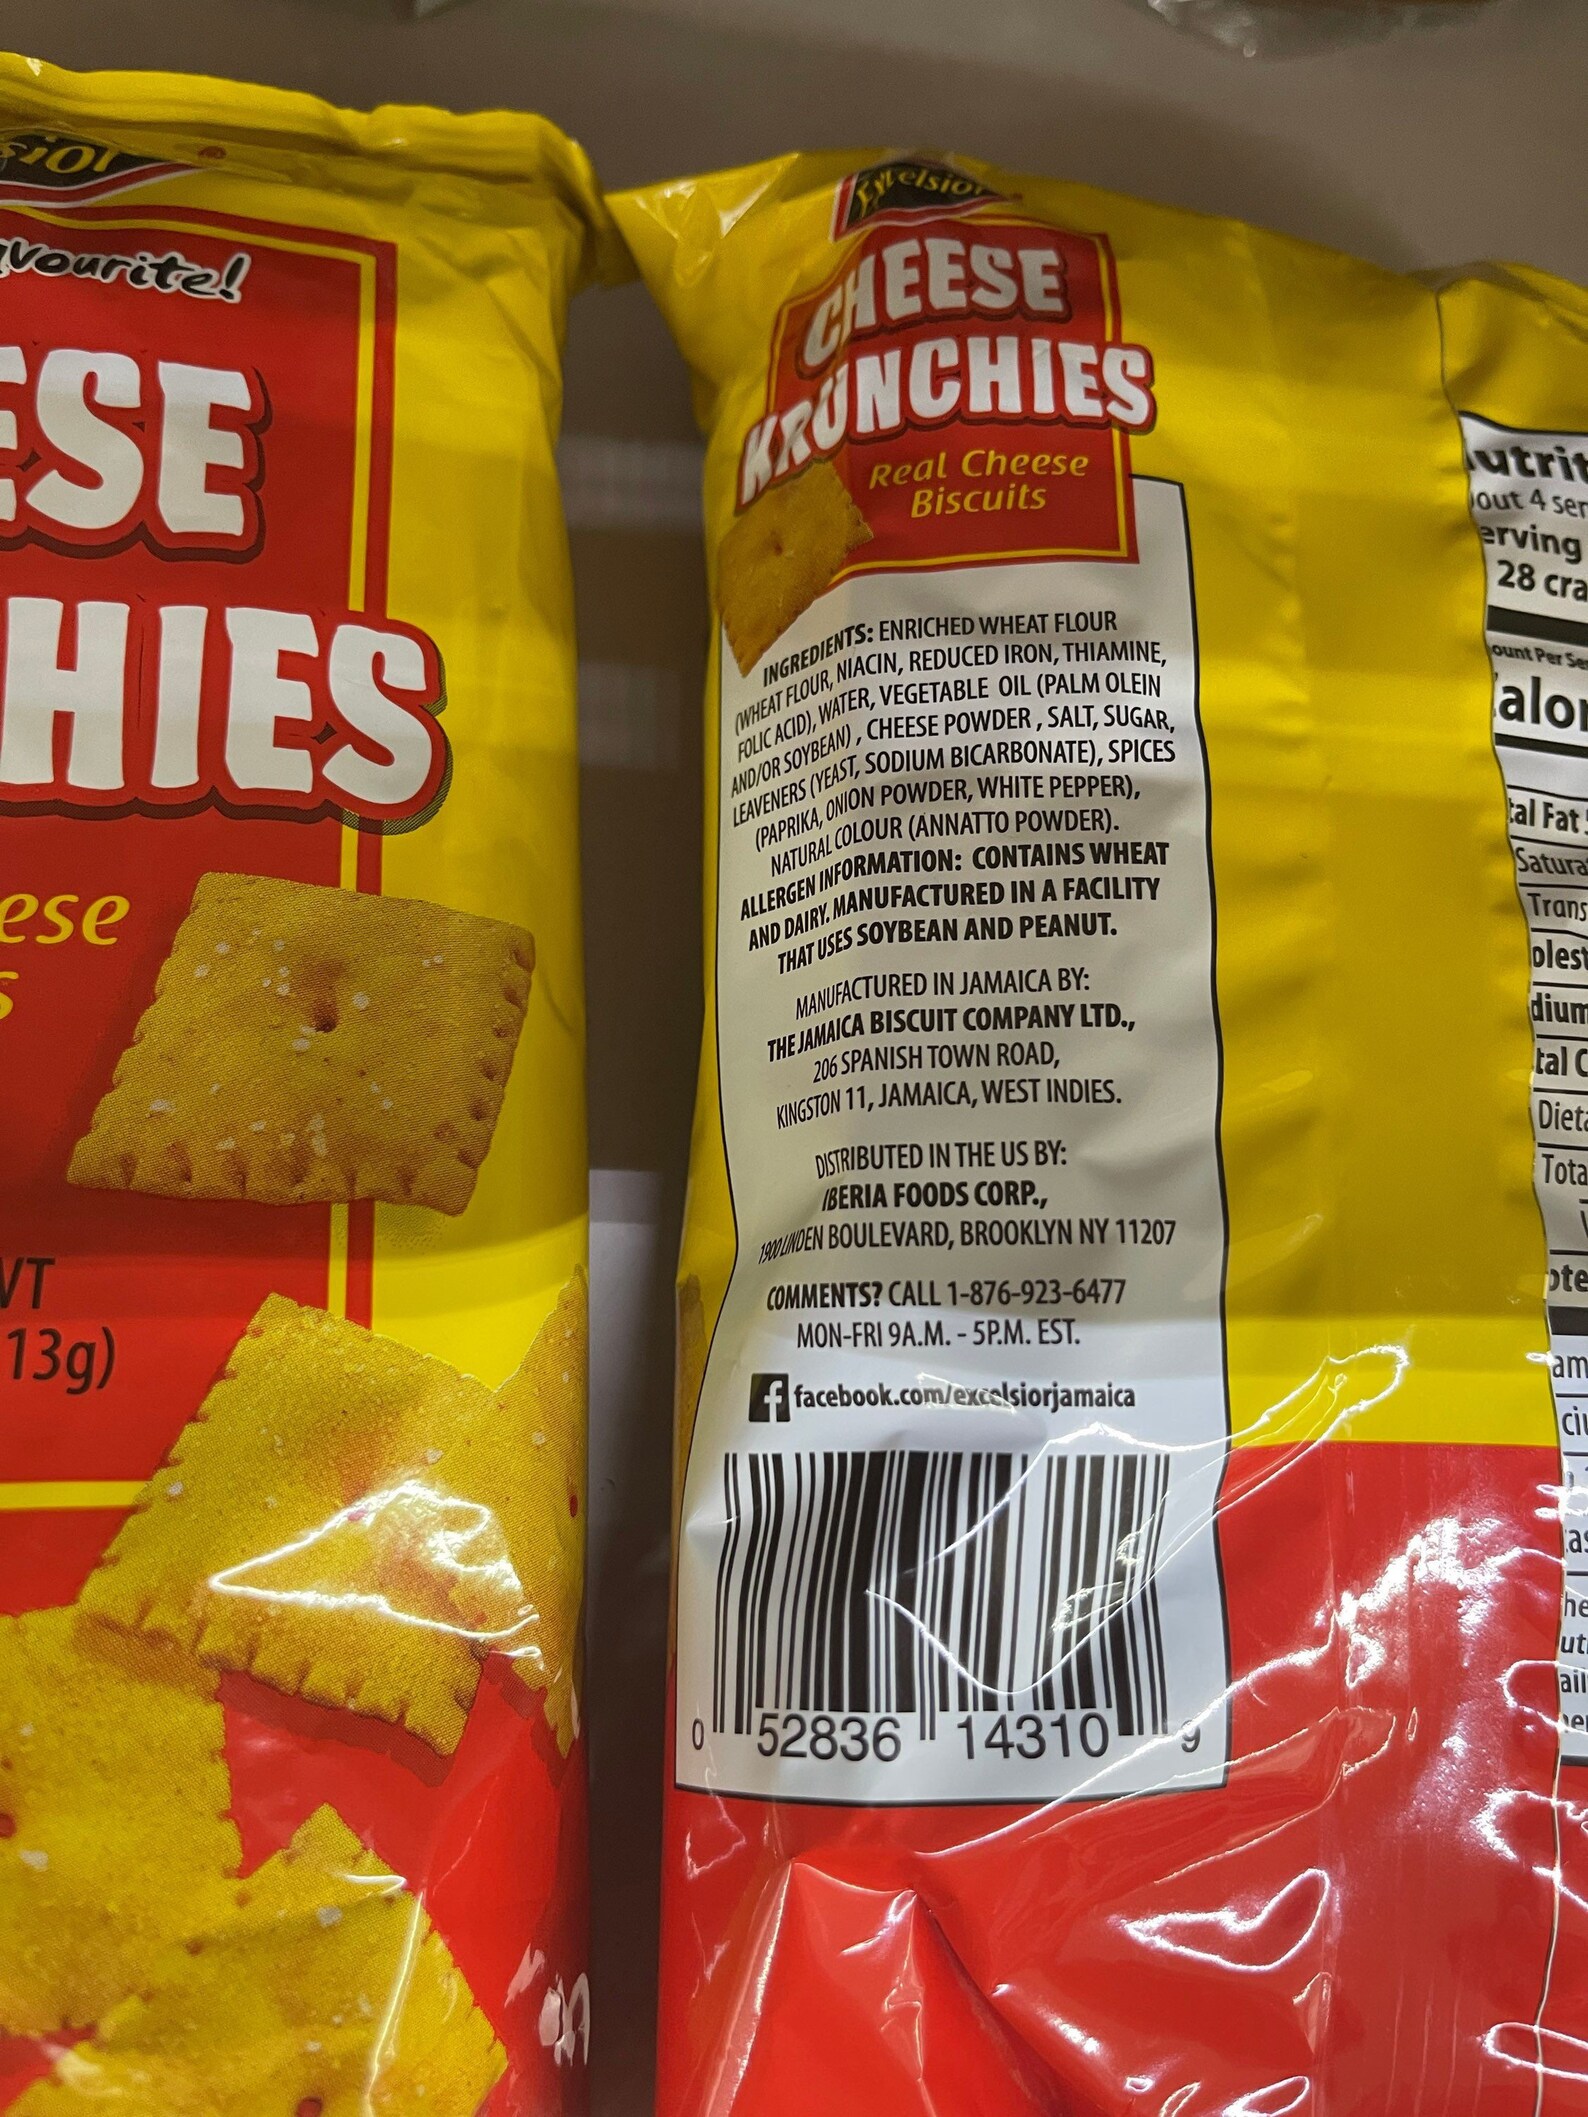 avourite!
ESE
HIES
ese
s
WT
13g)
Excelsior
CHEESE
KRUNCHIES
Real Cheese
Biscuits
INGREDIENTS: ENRICHED WHEAT FLOUR
(WHEAT FLOUR, NIACIN, REDUCED IRON, THIAMINE,
FOLIC ACID), WATER, VEGETABLE OIL (PALM OLEIN
AND/OR SOYBEAN) , CHEESE POWDER , SALT, SUGAR,
LEAVENERS (YEAST, SODIUM BICARBONATE), SPICES
(PAPRIKA, ONION POWDER, WHITE PEPPER),
NATURAL COLOUR (ANNATTO POWDER).
ALLERGEN INFORMATION: CONTAINS WHEAT
AND DAIRY. MANUFACTURED IN A FACILITY
THAT USES SOYBEAN AND PEANUT.
MANUFACTURED IN JAMAICA BY:
THE JAMAICA BISCUIT COMPANY LTD.,
206 SPANISH TOWN ROAD,
KINGSTON 11, JAMAICA, WEST INDIES.
DISTRIBUTED IN THE US BY:
IBERIA FOODS CORP.,
1900 LINDEN BOULEVARD, BROOKLYN NY 11207
COMMENTS? CALL 1-876-923-6477
MON-FRI 9A.M. - 5P.M. EST.
facebook.com/excelsiorjamaica
0 52836 14310 9
utrit
out 4 ser
erving
28 cra
ount Per Se
alor
tal Fat
Satura
Trans
olest
dium
tal C
Dieta
Tota
ote